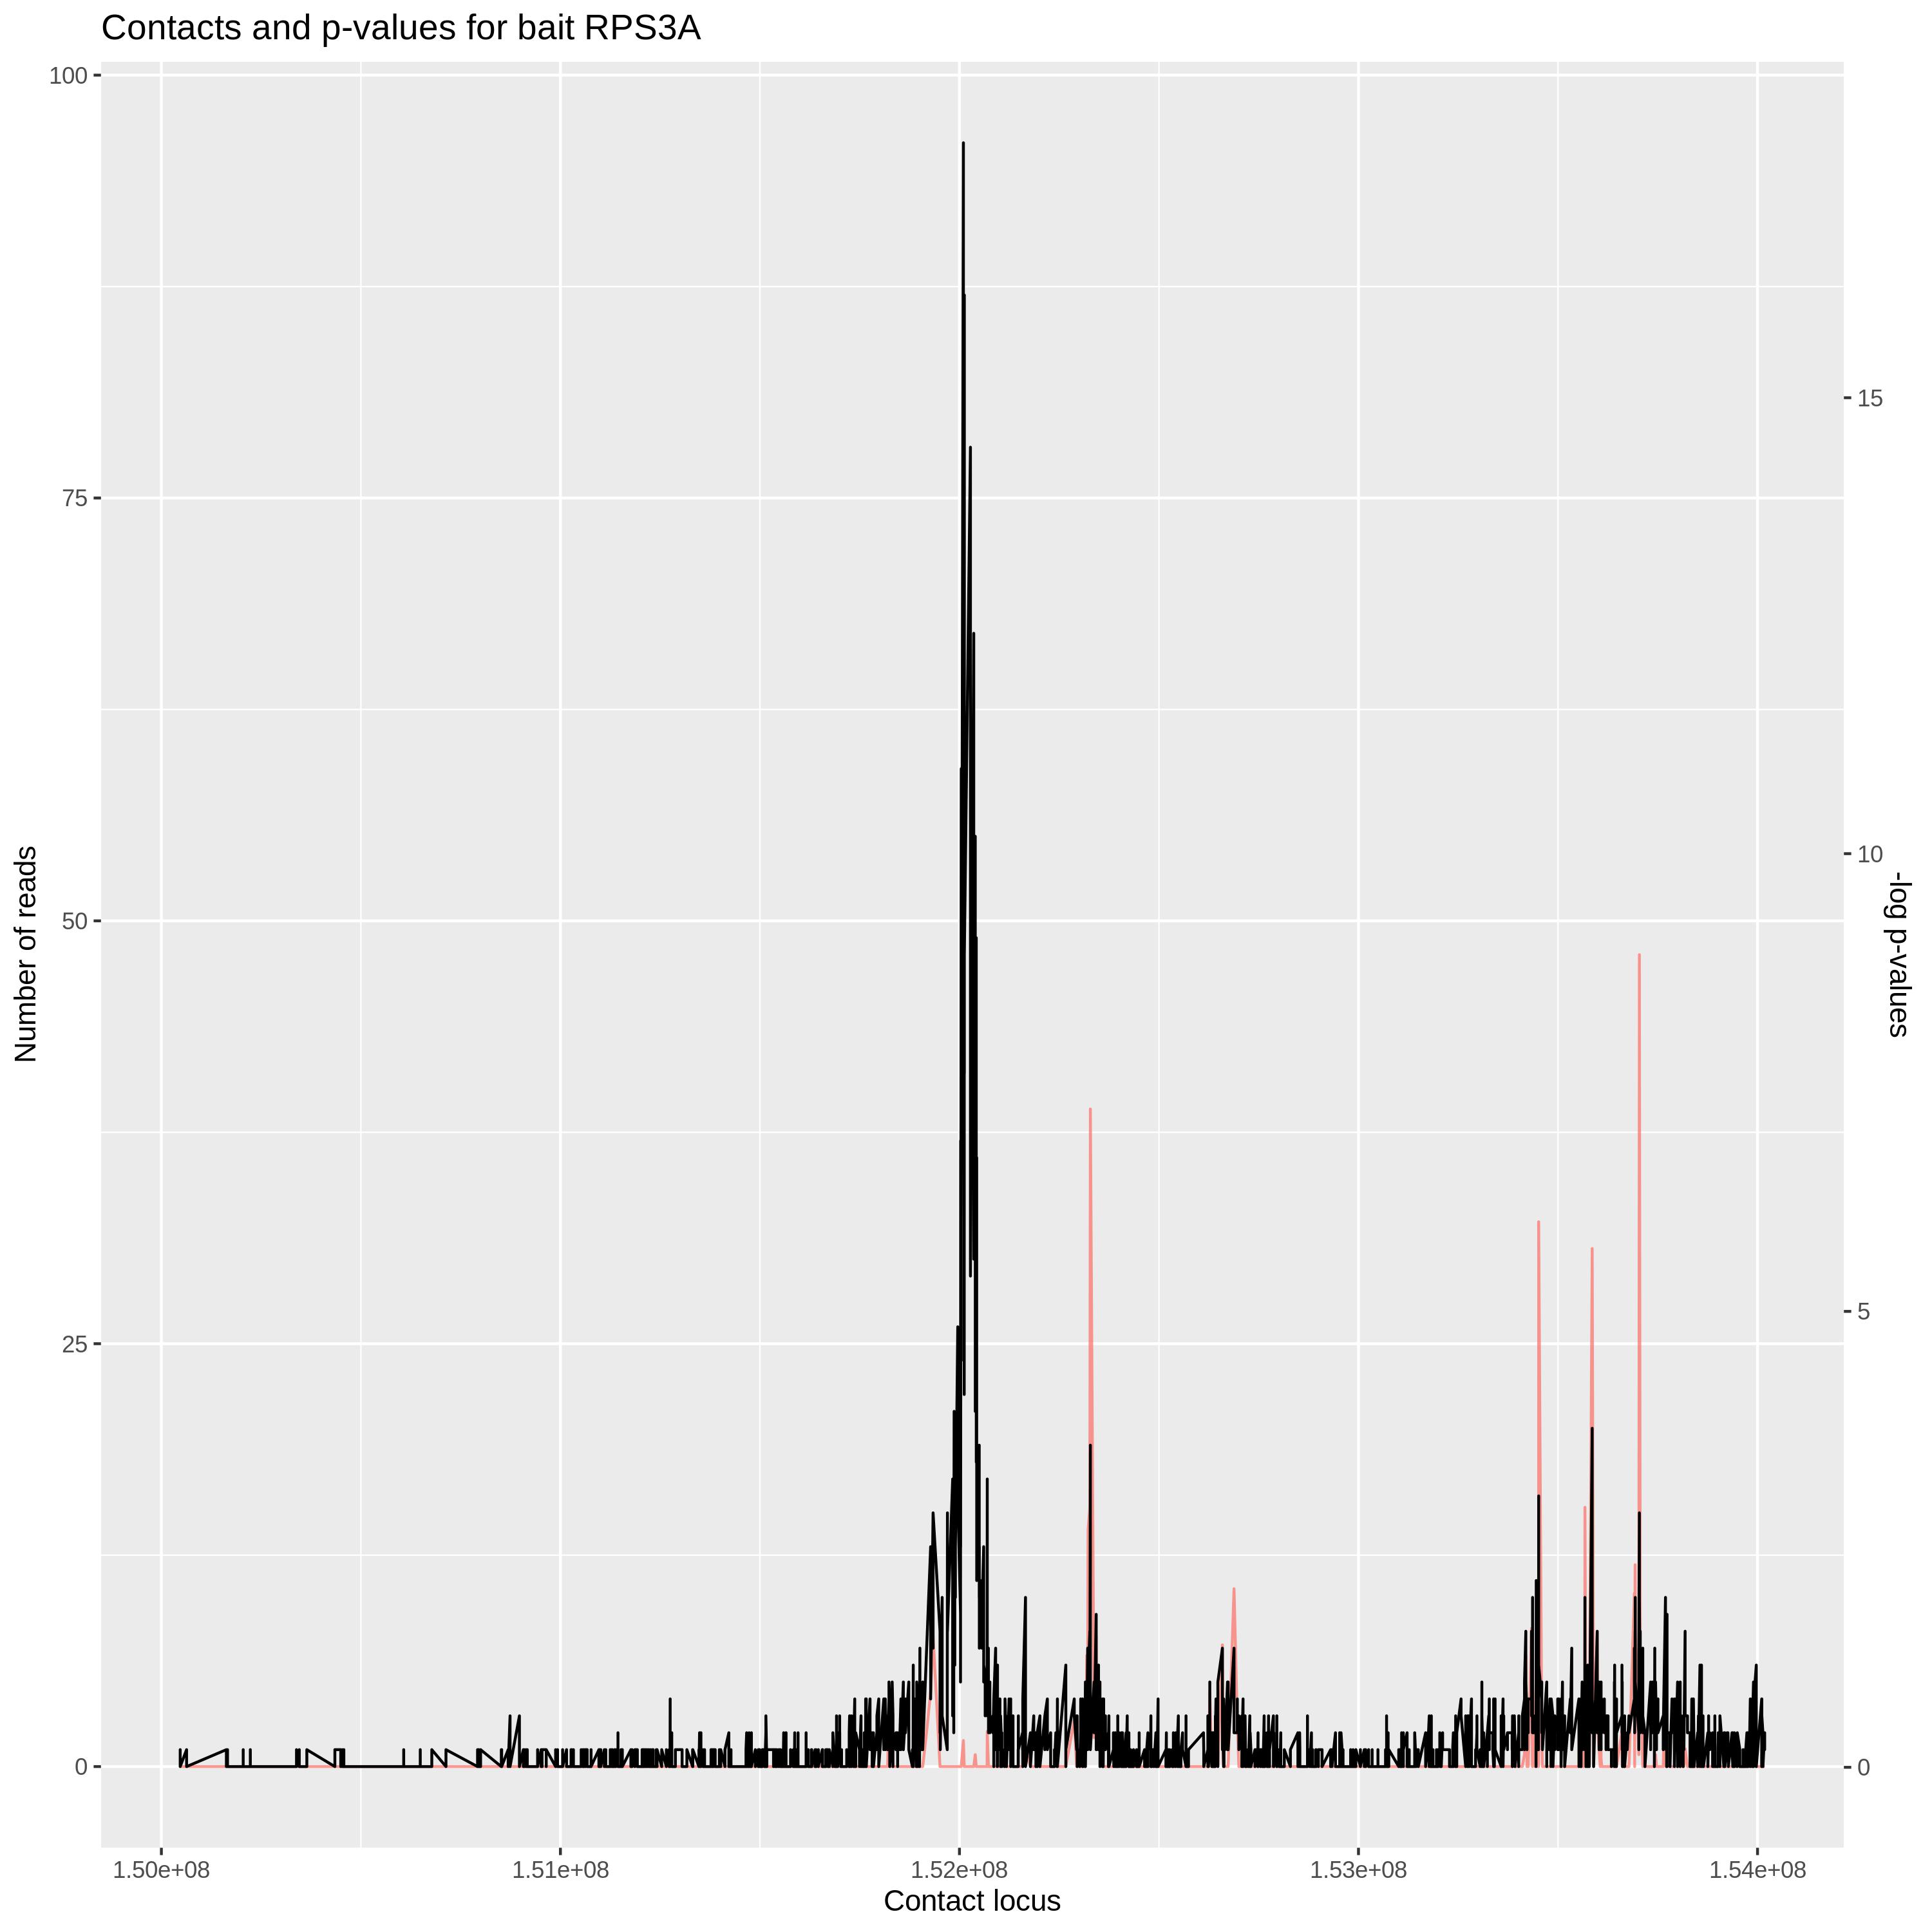 Contacts and p-values for bait RPS3A
100
75
50
25
0
Number of reads
15
10
5
0
-log p-values
1.50e+08 1.51e+08 1.52e+08 1.53e+08 1.54e+08
Contact locus